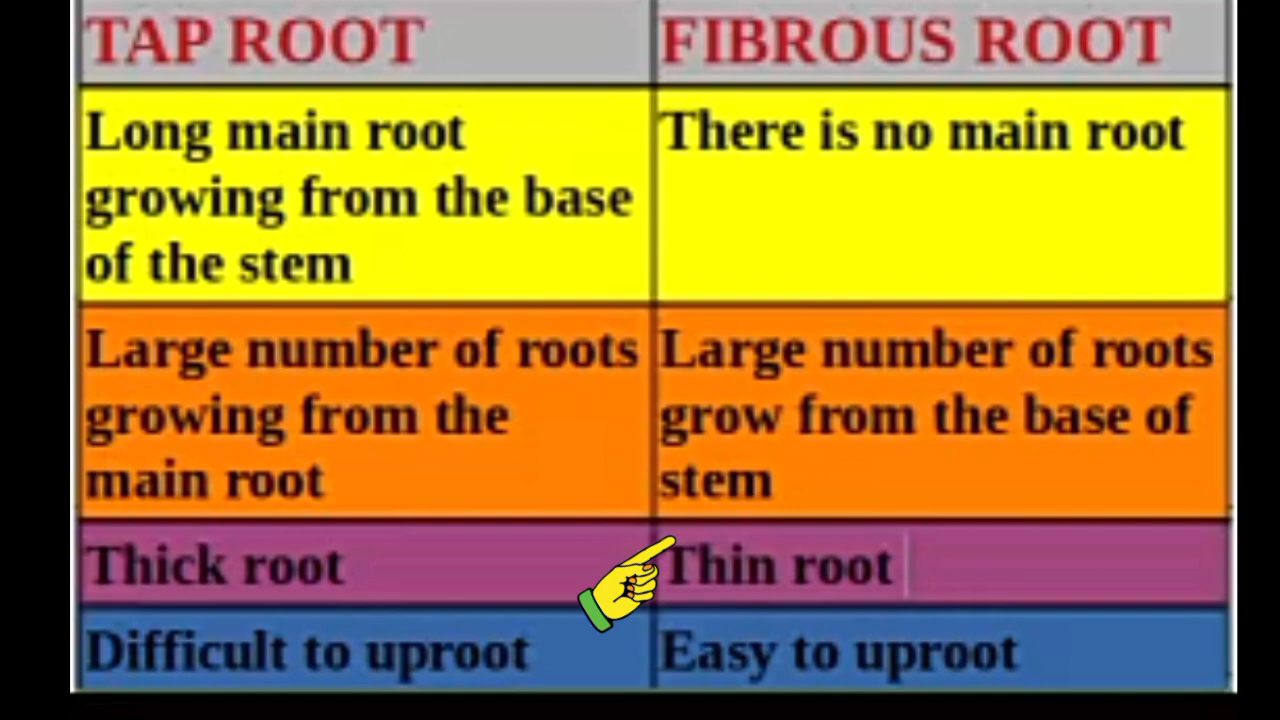 TAP ROOT
FIBROUS ROOT
Long main root
growing from the base
of the stem
There is no main root
Large number of roots
growing from the
main root
Large number of roots
grow from the base of
stem
Thick root
Thin root
Difficult to uproot
Easy to uproot